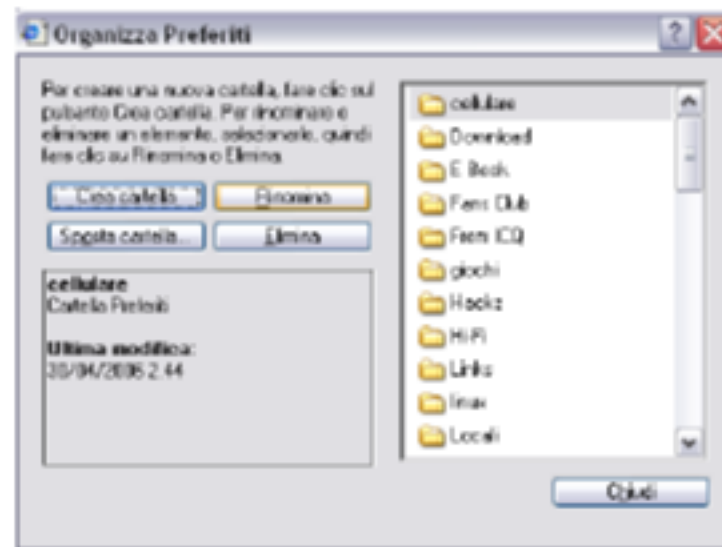 Organizza Preferiti
Per creare una nuova cartella, fare clic sul
pulsante Crea cartella. Per rinominare o
eliminare un elemento, selezionarlo, quindi
fare clic su Rinomina o Elimina.
Crea cartella
Rinomina
Sposta cartella...
Elimina
cellulare
Cartella Preferiti
Ultima modifica:
30/04/2006 2.44
cellulare
Download
E Book
Fans Club
From ICQ
giochi
Hacks
Hi-Fi
Links
linux
Locali
Chiudi